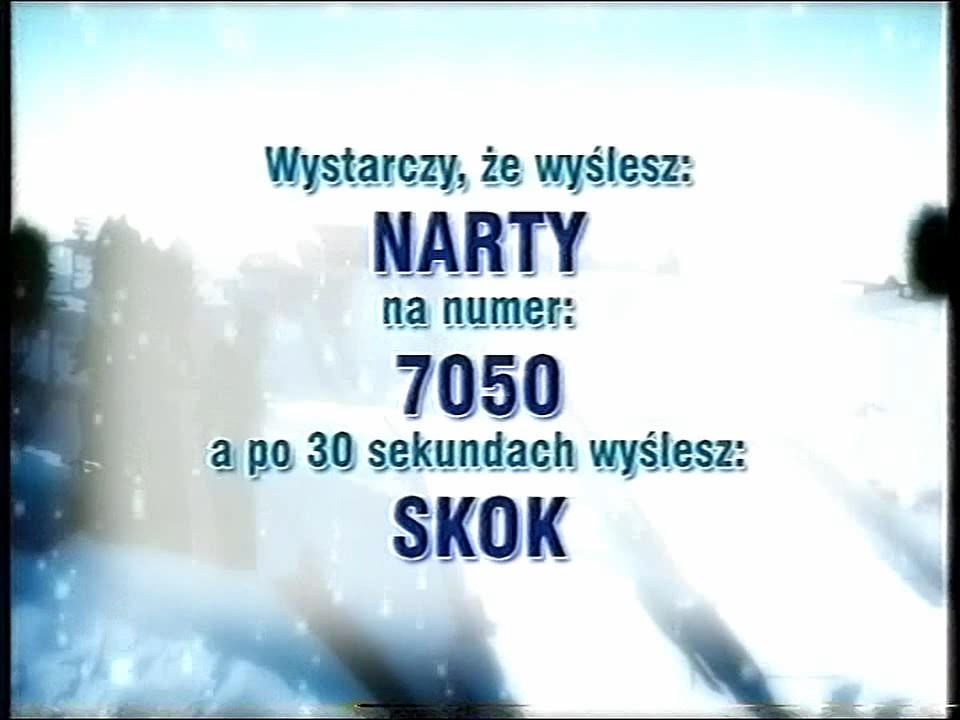 Wystarczy, że wyślesz:
NARTY
na numer:
7050
a po 30 sekundach wyślesz:
SKOK